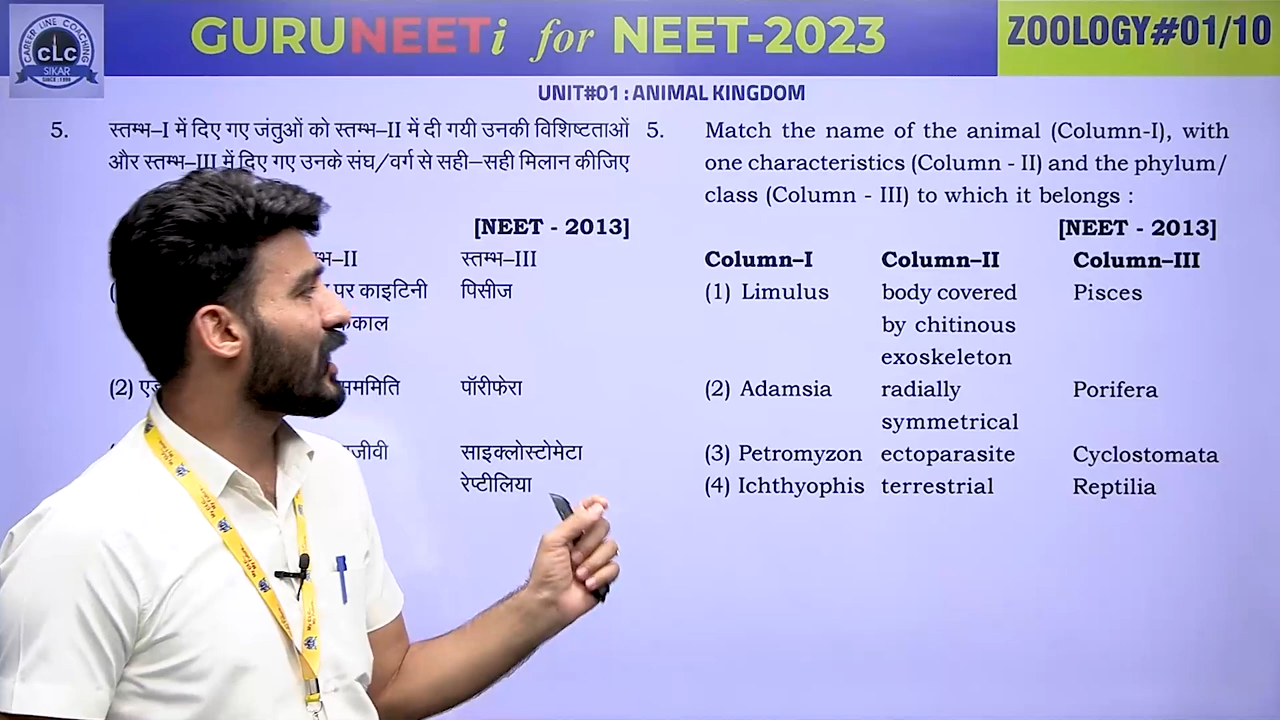 CAREER LINE COACHING
CLC
SIKAR
SINCE : 1996
GURUNEETi for NEET-2023
ZOOLOGY#01/10
UNIT#01 : ANIMAL KINGDOM
5. स्तम्भ–I में दिए गए जंतुओं को स्तम्भ–II में दी गयी उनकी विशिष्टताओं
और स्तम्भ–III में दिए गए उनके संघ/वर्ग से सही–सही मिलान कीजिए
[NEET - 2013]
स्तम्भ–III
पर काइटिनी पिसीज
(2) पॉरीफेरा
साइक्लोस्टोमेटा
रेप्टीलिया
5. Match the name of the animal (Column-I), with
one characteristics (Column - II) and the phylum/
class (Column - III) to which it belongs :
[NEET - 2013]
Column–I Column–II Column–III
(1) Limulus body covered Pisces
by chitinous
exoskeleton
(2) Adamsia radially Porifera
symmetrical
(3) Petromyzon ectoparasite Cyclostomata
(4) Ichthyophis terrestrial Reptilia